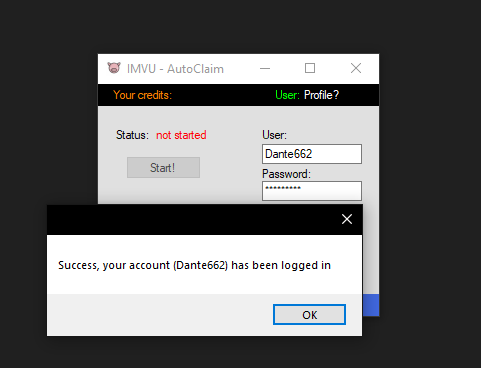 IMVU - AutoClaim
Your credits: User: Profile?
Status: not started User:
Dante662
Start! Password:
*********
Success, your account (Dante662) has been logged in
OK